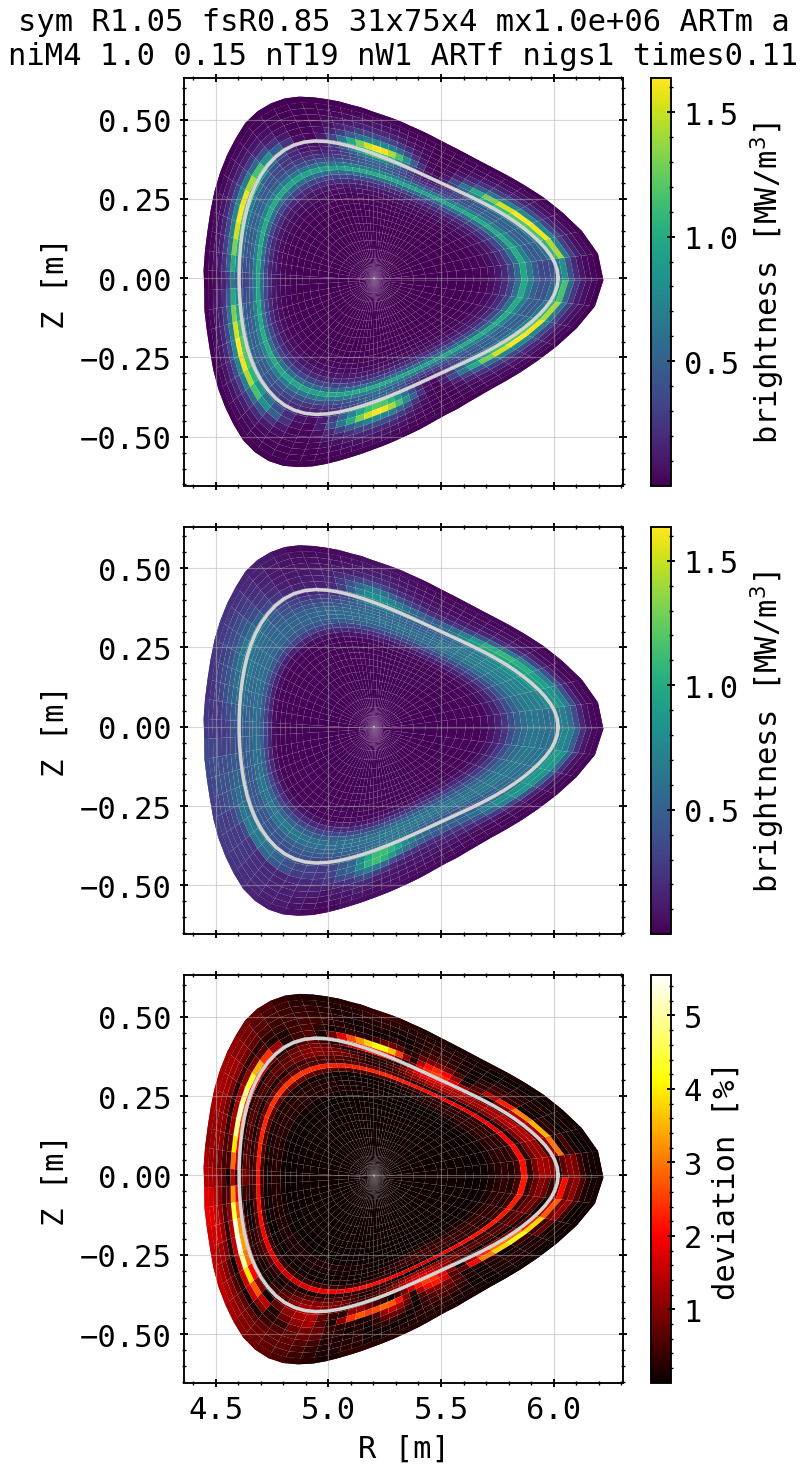 sym R1.05 fsR0.85 31x75x4 mx1.0e+06 ARTm a
niM4 1.0 0.15 nT19 nW1 ARTf nigs1 times0.11
0.50
0.25
0.00
−0.25
−0.50
Z [m]
1.5
1.0
0.5
brightness [MW/m³]
0.50
0.25
0.00
−0.25
−0.50
Z [m]
1.5
1.0
0.5
brightness [MW/m³]
0.50
0.25
0.00
−0.25
−0.50
Z [m]
5
4
3
2
1
deviation [%]
4.5 5.0 5.5 6.0
R [m]